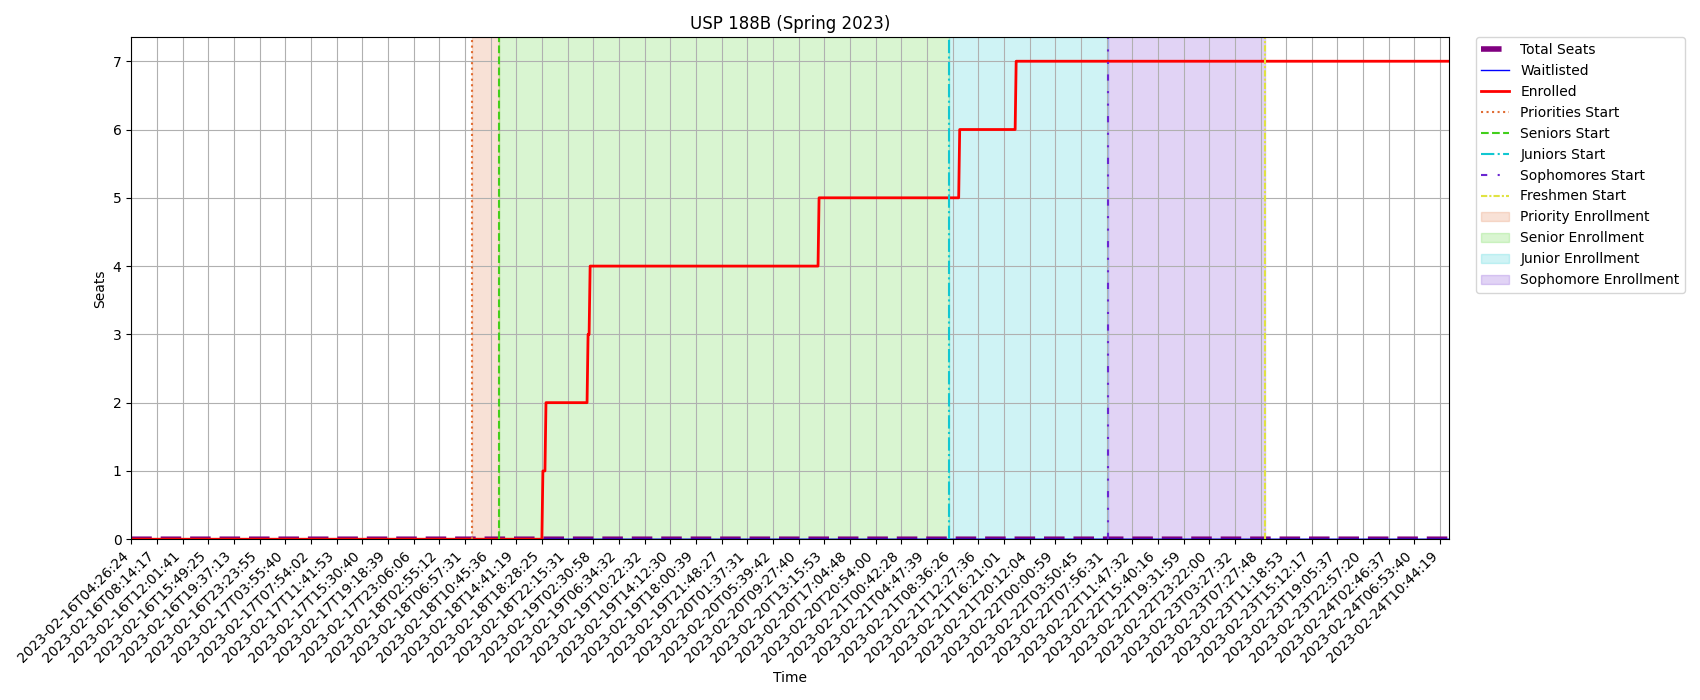 USP 188B (Spring 2023)
Seats
7
6
5
4
3
2
1
0
2023-02-16T04:26:24
2023-02-16T08:14:17
2023-02-16T12:01:41
2023-02-16T15:49:25
2023-02-16T19:37:13
2023-02-16T23:23:55
2023-02-17T03:55:40
2023-02-17T07:54:02
2023-02-17T11:41:53
2023-02-17T15:30:40
2023-02-17T19:18:39
2023-02-17T23:06:06
2023-02-18T02:55:12
2023-02-18T06:57:31
2023-02-18T10:45:36
2023-02-18T14:41:19
2023-02-18T18:28:25
2023-02-18T22:15:31
2023-02-19T02:30:58
2023-02-19T06:34:32
2023-02-19T10:22:32
2023-02-19T14:12:30
2023-02-19T18:00:39
2023-02-19T21:48:27
2023-02-20T01:37:31
2023-02-20T05:39:42
2023-02-20T09:27:40
2023-02-20T13:15:53
2023-02-20T17:04:48
2023-02-20T20:54:00
2023-02-21T00:42:28
2023-02-21T04:47:39
2023-02-21T08:36:26
2023-02-21T12:27:36
2023-02-21T16:21:01
2023-02-21T20:12:04
2023-02-22T00:00:59
2023-02-22T03:50:45
2023-02-22T07:56:31
2023-02-22T11:47:32
2023-02-22T15:40:16
2023-02-22T19:31:59
2023-02-22T23:22:00
2023-02-23T03:27:32
2023-02-23T07:27:48
2023-02-23T11:18:53
2023-02-23T15:12:17
2023-02-23T19:05:37
2023-02-23T22:57:20
2023-02-24T02:46:37
2023-02-24T06:53:40
2023-02-24T10:44:19
Time
Total Seats
Waitlisted
Enrolled
Priorities Start
Seniors Start
Juniors Start
Sophomores Start
Freshmen Start
Priority Enrollment
Senior Enrollment
Junior Enrollment
Sophomore Enrollment